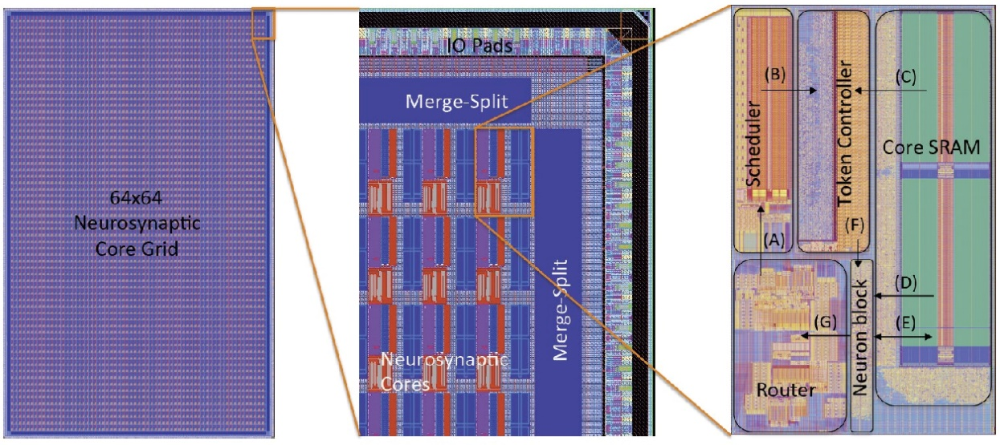 64x64
Neurosynaptic
Core Grid
IO Pads
Merge-Split
Merge-Split
Neurosynaptic
Cores
Scheduler
(B)
Token Controller
(C)
Core SRAM
(A)
(F)
(D)
(E)
(G)
Neuron block
Router